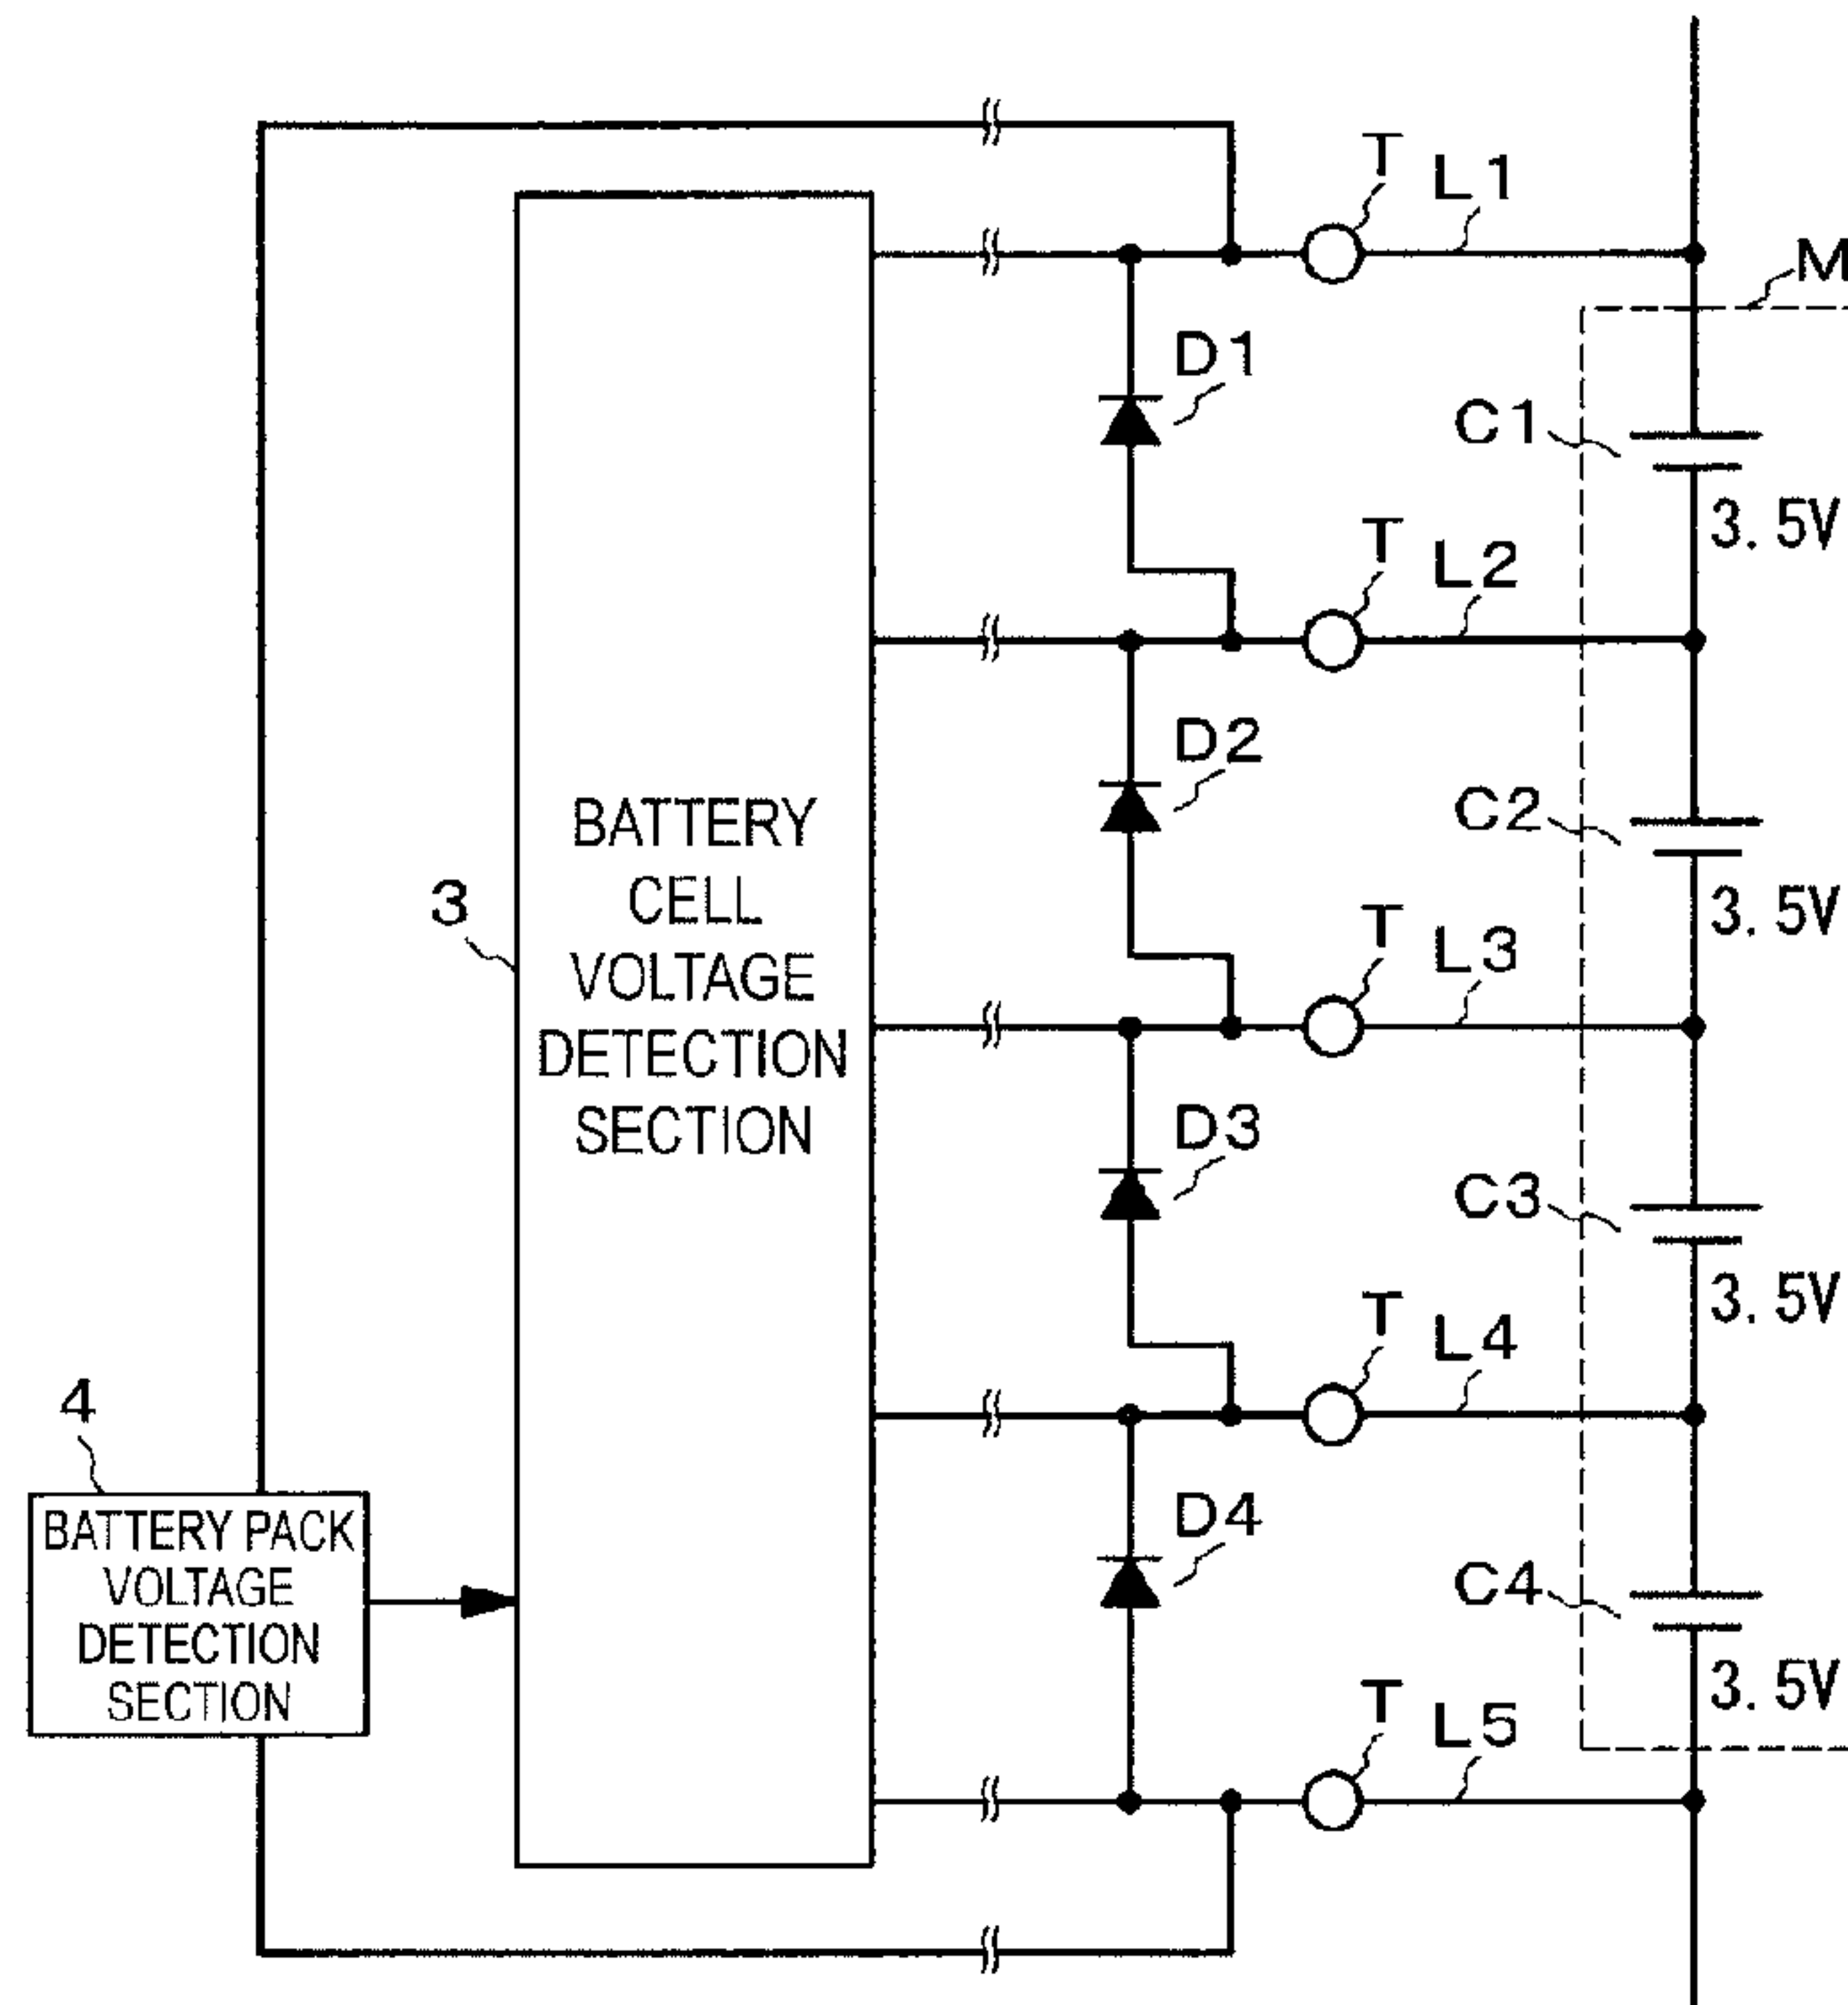 T
L1
M
D1
C1
3.5V
T
L2
D2
C2
3.5V
BATTERY
CELL
VOLTAGE
DETECTION
SECTION
3
T
L3
D3
C3
3.5V
T
L4
4
BATTERY PACK
VOLTAGE
DETECTION
SECTION
D4
C4
3.5V
T
L5